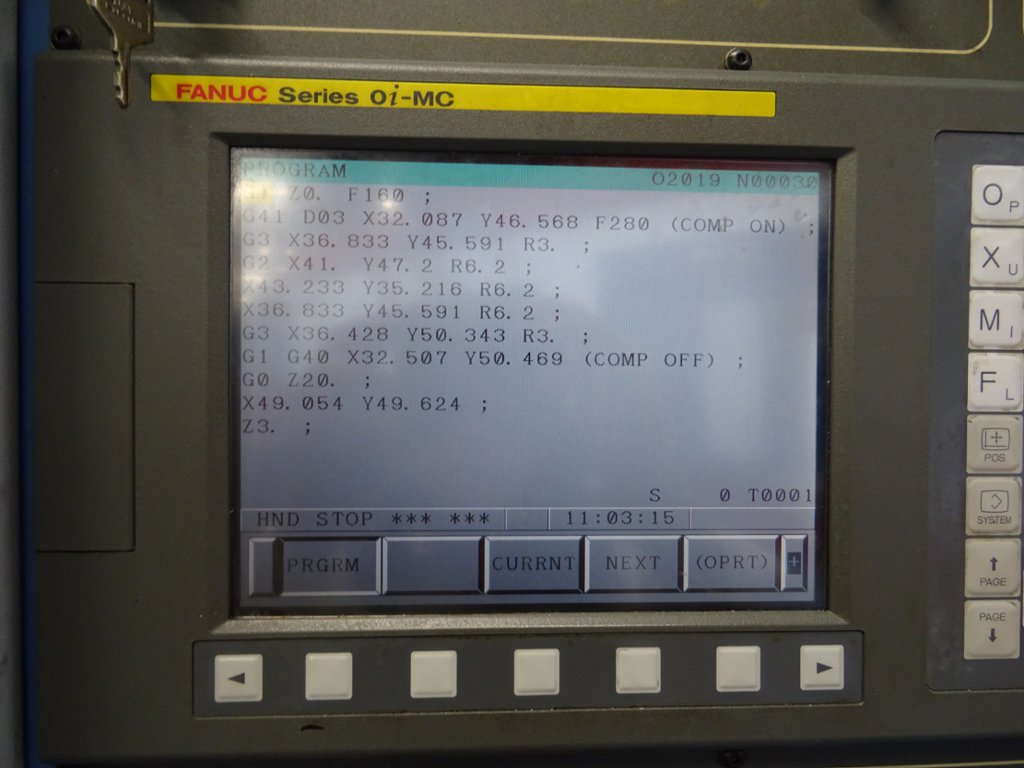 FANUC Series 0i-MC
PROGRAM O2019 N00030
Z0. F160 ;
G41 D03 X32.087 Y46.568 F280 (COMP ON) ;
G3 X36.833 Y45.591 R3. ;
G2 X41. Y47.2 R6.2 ;
X43.233 Y35.216 R6.2 ;
X36.833 Y45.591 R6.2 ;
G3 X36.428 Y50.343 R3. ;
G1 G40 X32.507 Y50.469 (COMP OFF) ;
G0 Z20. ;
X49.054 Y49.624 ;
Z3. ;
S 0 T0001
HND STOP *** *** 11:03:15
PRGRM CURRNT NEXT (OPRT) +
O P
X U
M I
F L
POS
SYSTEM
PAGE
PAGE